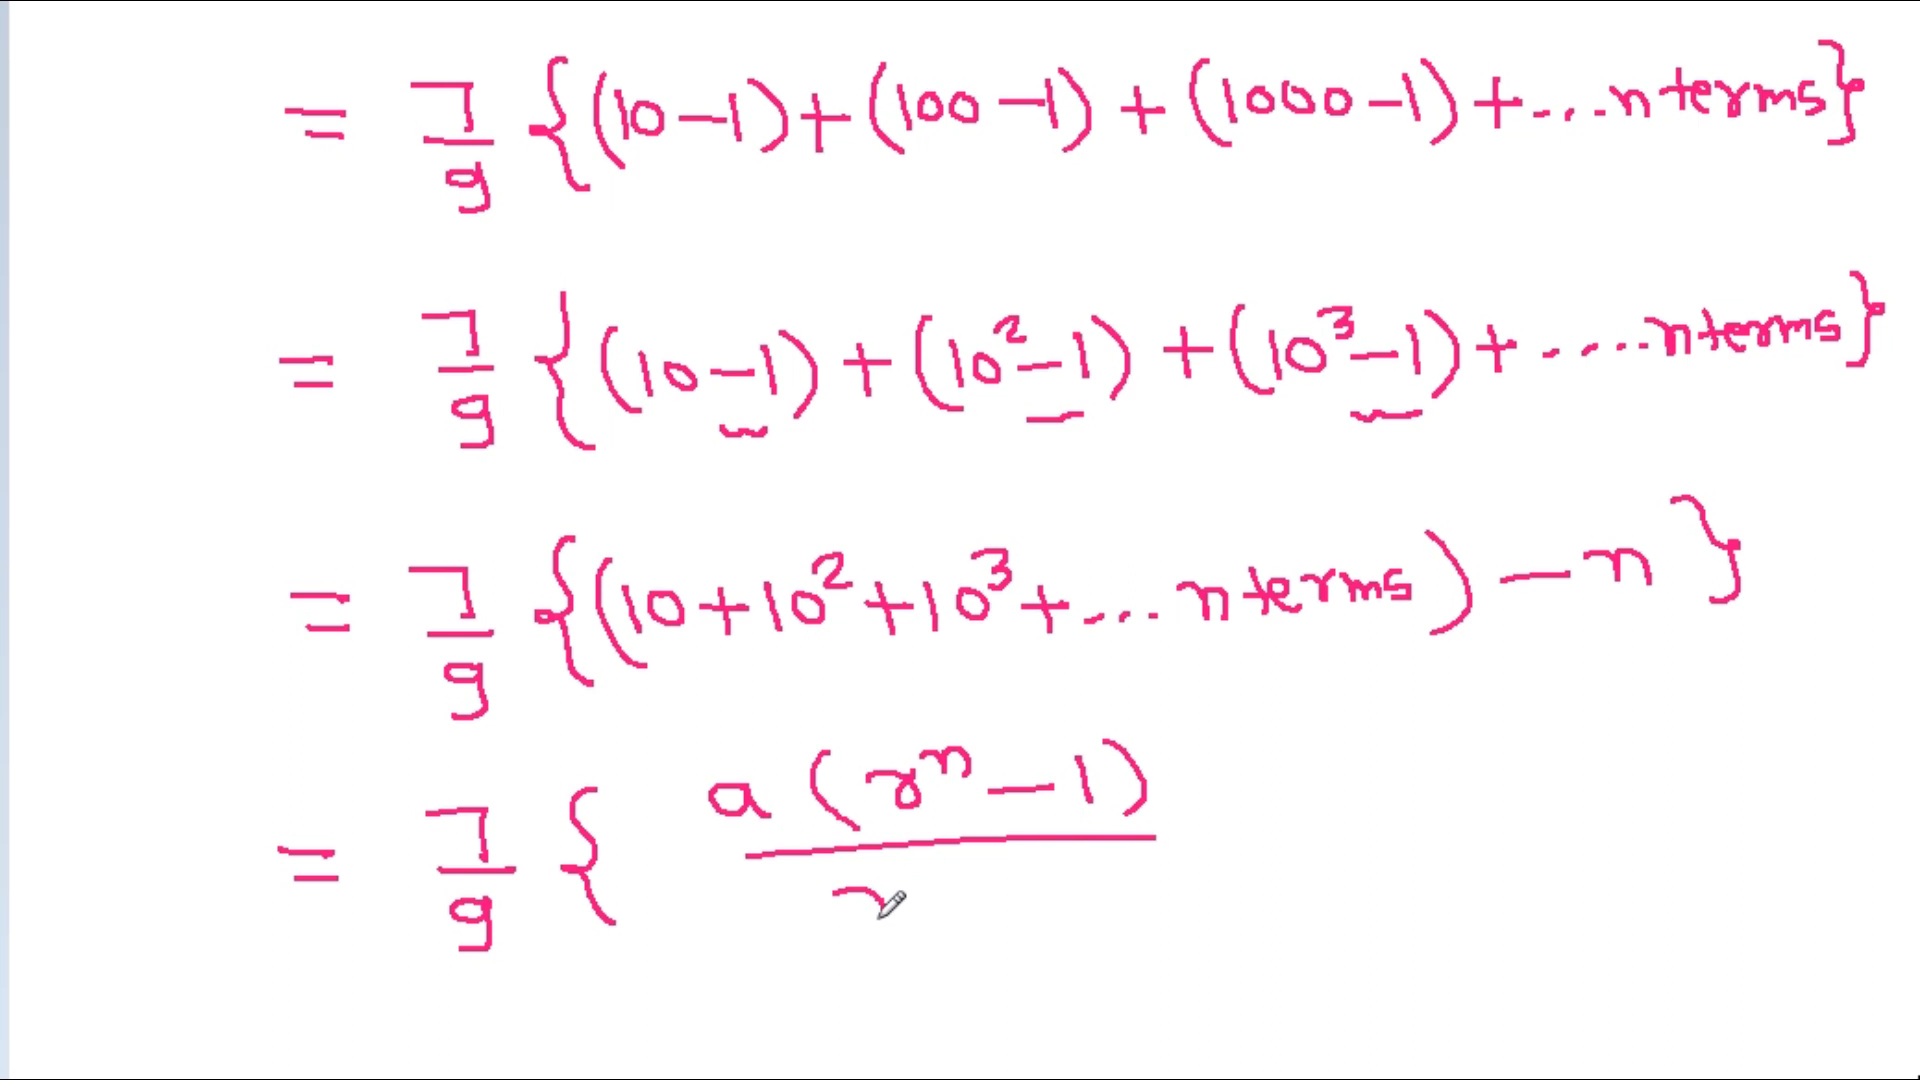 = 7/9 {(10-1)+(100-1)+(1000-1)+...n terms}
= 7/9 {(10-1)+(10²-1)+(10³-1)+.....n terms}
= 7/9 {(10+10²+10³+...n terms)-n}
= 7/9 { a(rⁿ-1)/